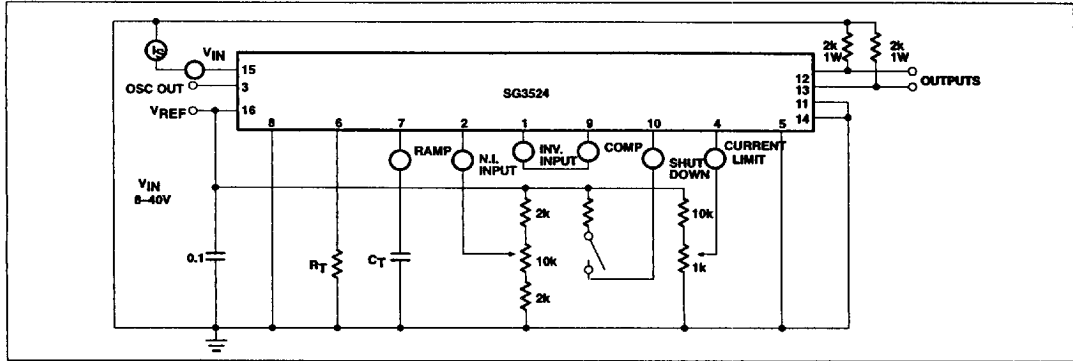 IS
VIN
2k
1W
2k
1W
15
OSC OUT
3
12
13
OUTPUTS
SG3524
VREF
16
11
14
8
6
7
2
1
9
10
4
5
RAMP
N.I.
INPUT
INV.
INPUT
COMP
SHUT
DOWN
CURRENT
LIMIT
VIN
8–40V
2k
10k
0.1
RT
CT
10k
1k
2k